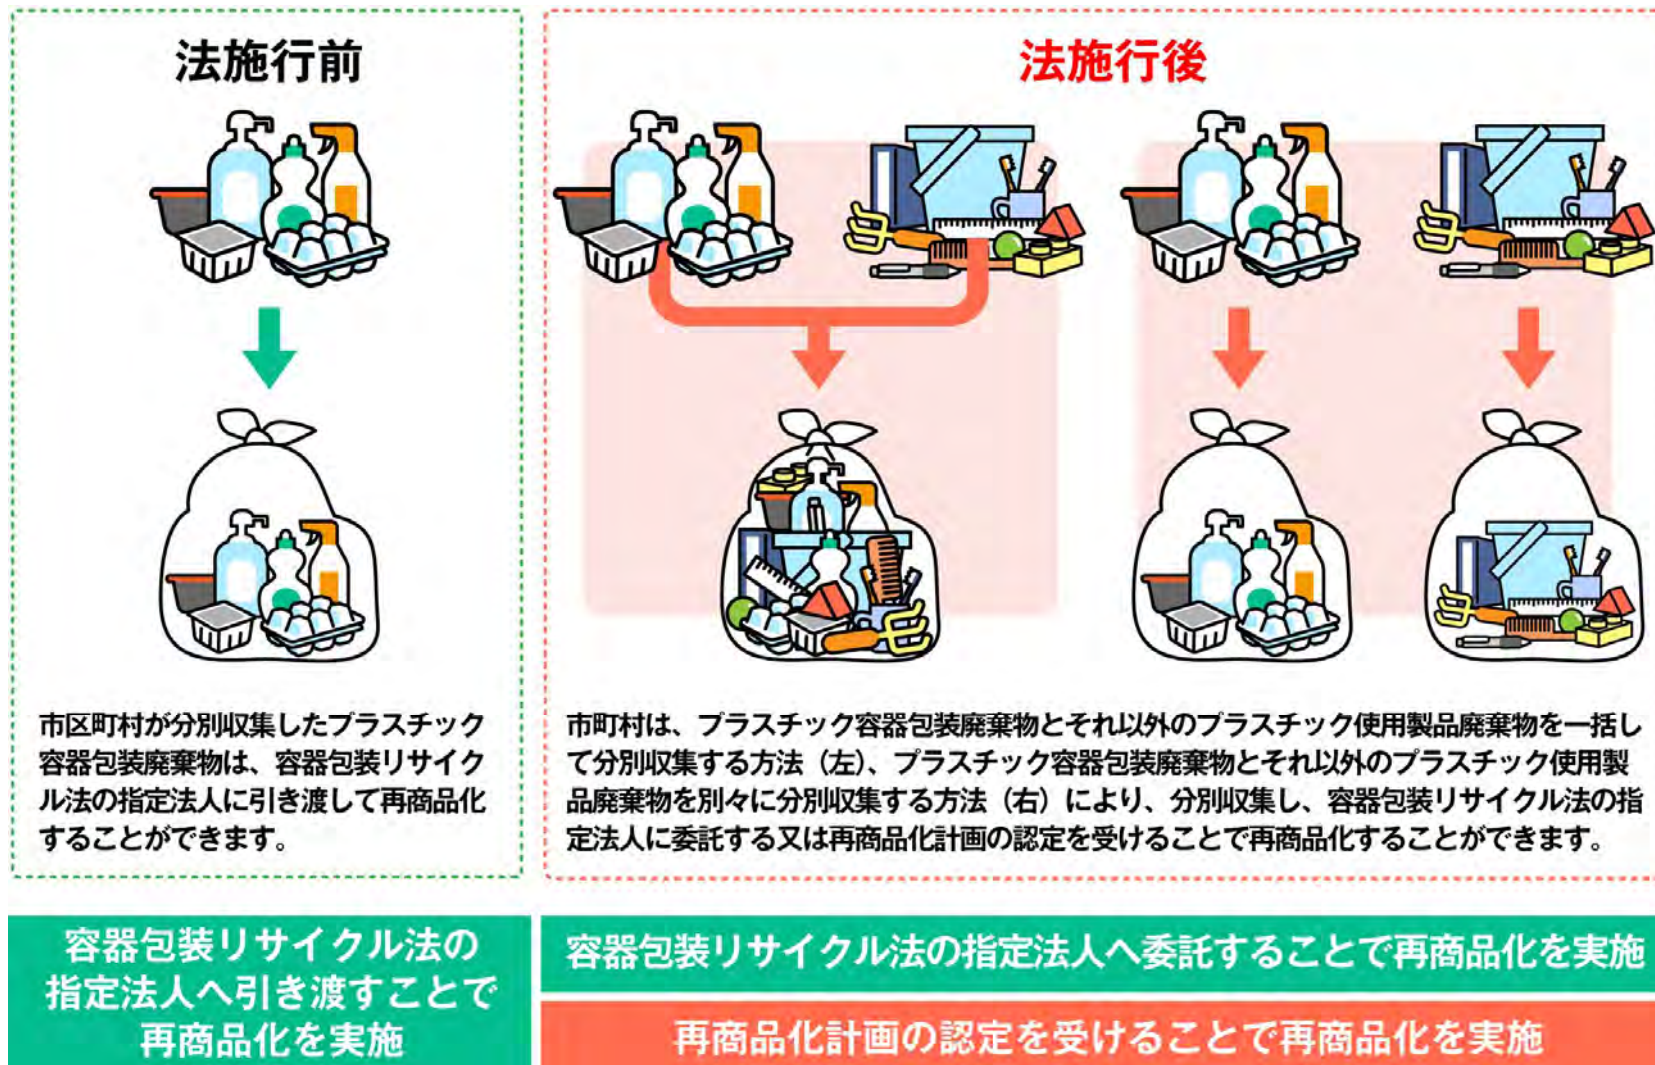 法施行前
市区町村が分別収集したプラスチック
容器包装廃棄物は、容器包装リサイク
ル法の指定法人に引き渡して再商品化
することができます。
法施行後
市町村は、プラスチック容器包装廃棄物とそれ以外のプラスチック使用製品廃棄物を一括し
て分別収集する方法（左）、プラスチック容器包装廃棄物とそれ以外のプラスチック使用製
品廃棄物を別々に分別収集する方法（右）により、分別収集し、容器包装リサイクル法の指
定法人に委託する又は再商品化計画の認定を受けることで再商品化することができます。
容器包装リサイクル法の
指定法人へ引き渡すことで
再商品化を実施
容器包装リサイクル法の指定法人へ委託することで再商品化を実施
再商品化計画の認定を受けることで再商品化を実施